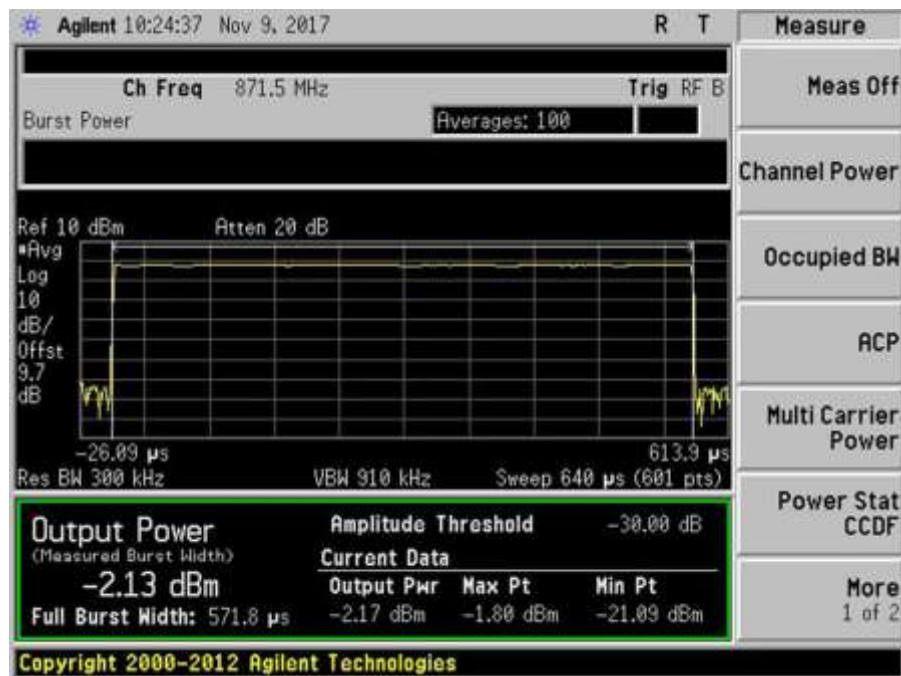 Agilent 10:24:37 Nov 9, 2017 R T
Measure
Ch Freq 871.5 MHz Trig RF B
Burst Power Averages: 100
Meas Off
Channel Power
Occupied BW
ACP
Multi Carrier
Power
Power Stat
CCDF
More
1 of 2
Ref 10 dBm Atten 20 dB
*Avg
Log
10
dB/
Offst
9.7
dB
-26.09 µs 613.9 µs
Res BW 300 kHz VBW 910 kHz Sweep 640 µs (601 pts)
Output Power
(Measured Burst Width)
-2.13 dBm
Full Burst Width: 571.8 µs
Amplitude Threshold -30.00 dB
Current Data
Output Pwr Max Pt Min Pt
-2.17 dBm -1.80 dBm -21.09 dBm
Copyright 2000-2012 Agilent Technologies